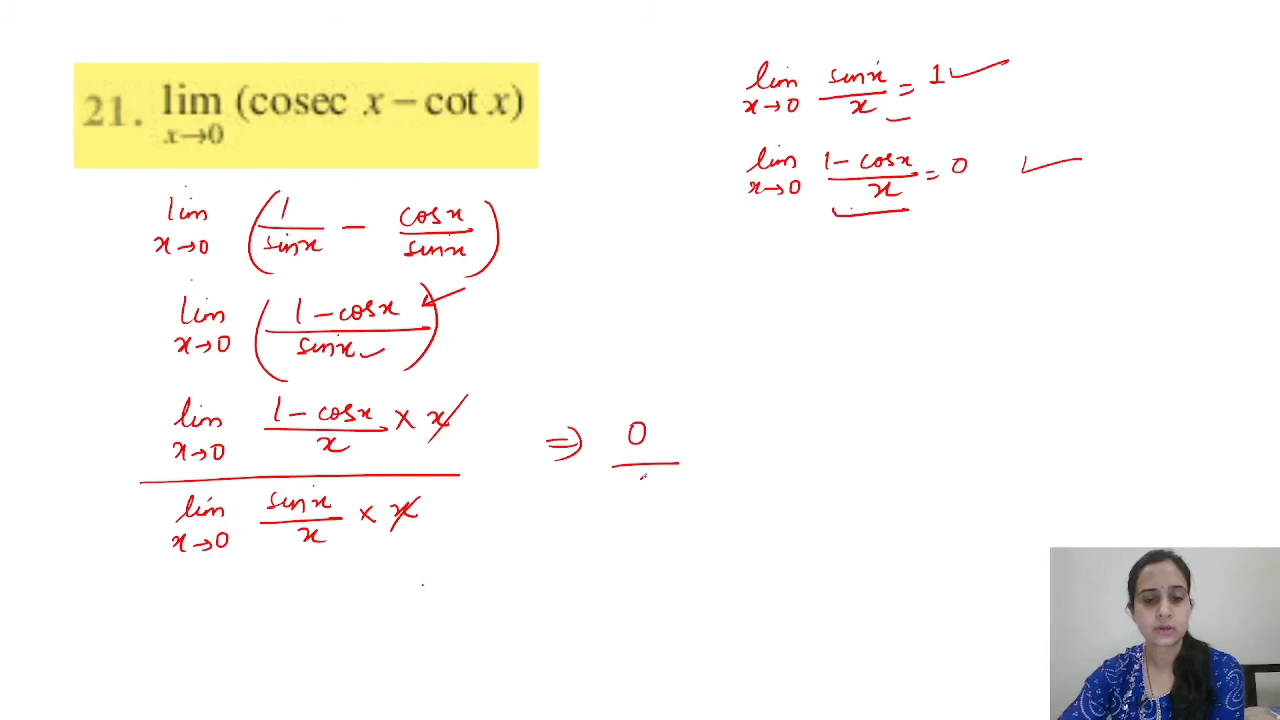 21. lim (cosec x – cot x)
x→0
lim (1/sinx – cosx/sinx)
x→0
lim (1-cosx/sinx)
x→0
lim 1-cosx/x × x
x→0
lim sinx/x × x
x→0
⇒ 0
lim sinx/x = 1
x→0
lim 1-cosx/x = 0
x→0